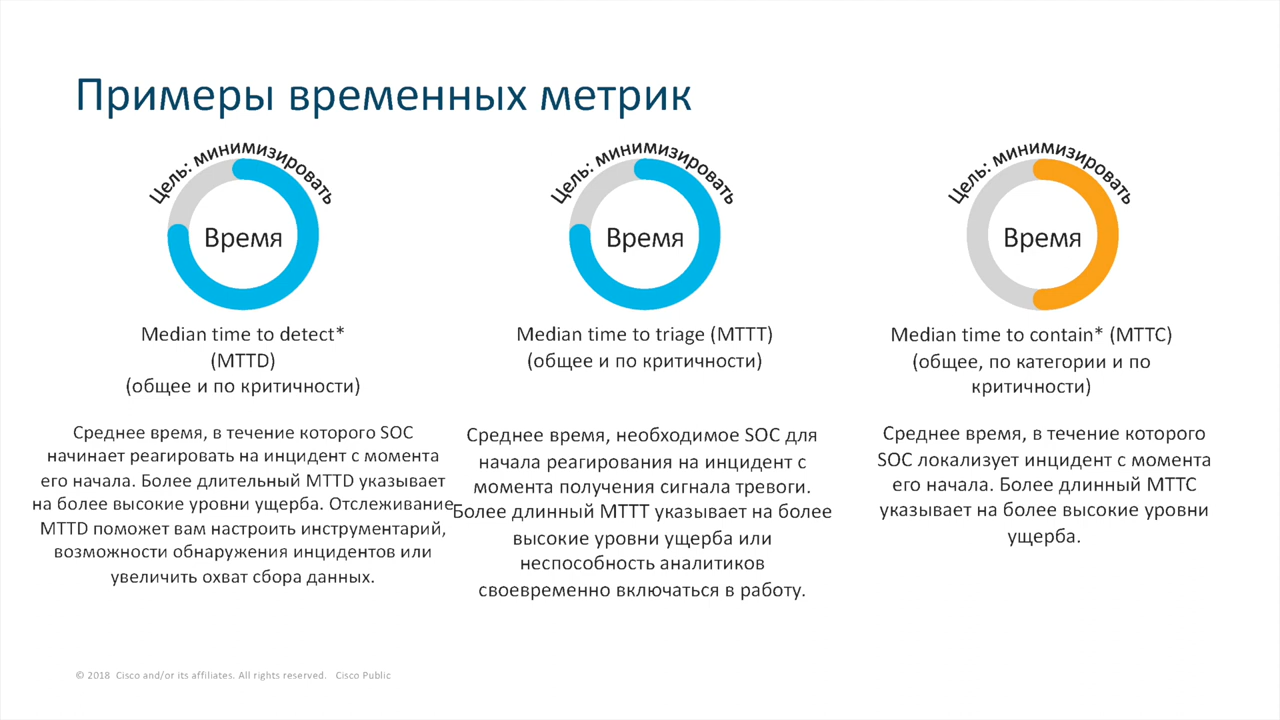 Примеры временных метрик
Цель: минимизировать
Время
Median time to detect*
(MTTD)
(общее и по критичности)
Среднее время, в течение которого SOC
начинает реагировать на инцидент с момента
его начала. Более длительный MTTD указывает
на более высокие уровни ущерба. Отслеживание
MTTD поможет вам настроить инструментарий,
возможности обнаружения инцидентов или
увеличить охват сбора данных.
Цель: минимизировать
Время
Median time to triage (MTTT)
(общее и по критичности)
Среднее время, необходимое SOC для
начала реагирования на инцидент с
момента получения сигнала тревоги.
Более длинный MTTT указывает на более
высокие уровни ущерба или
неспособность аналитиков
своевременно включаться в работу.
Цель: минимизировать
Время
Median time to contain* (MTTC)
(общее, по категории и по
критичности)
Среднее время, в течение которого
SOC локализует инцидент с момента
его начала. Более длинный MTTC
указывает на более высокие уровни
ущерба.
© 2018 Cisco and/or its affiliates. All rights reserved. Cisco Public